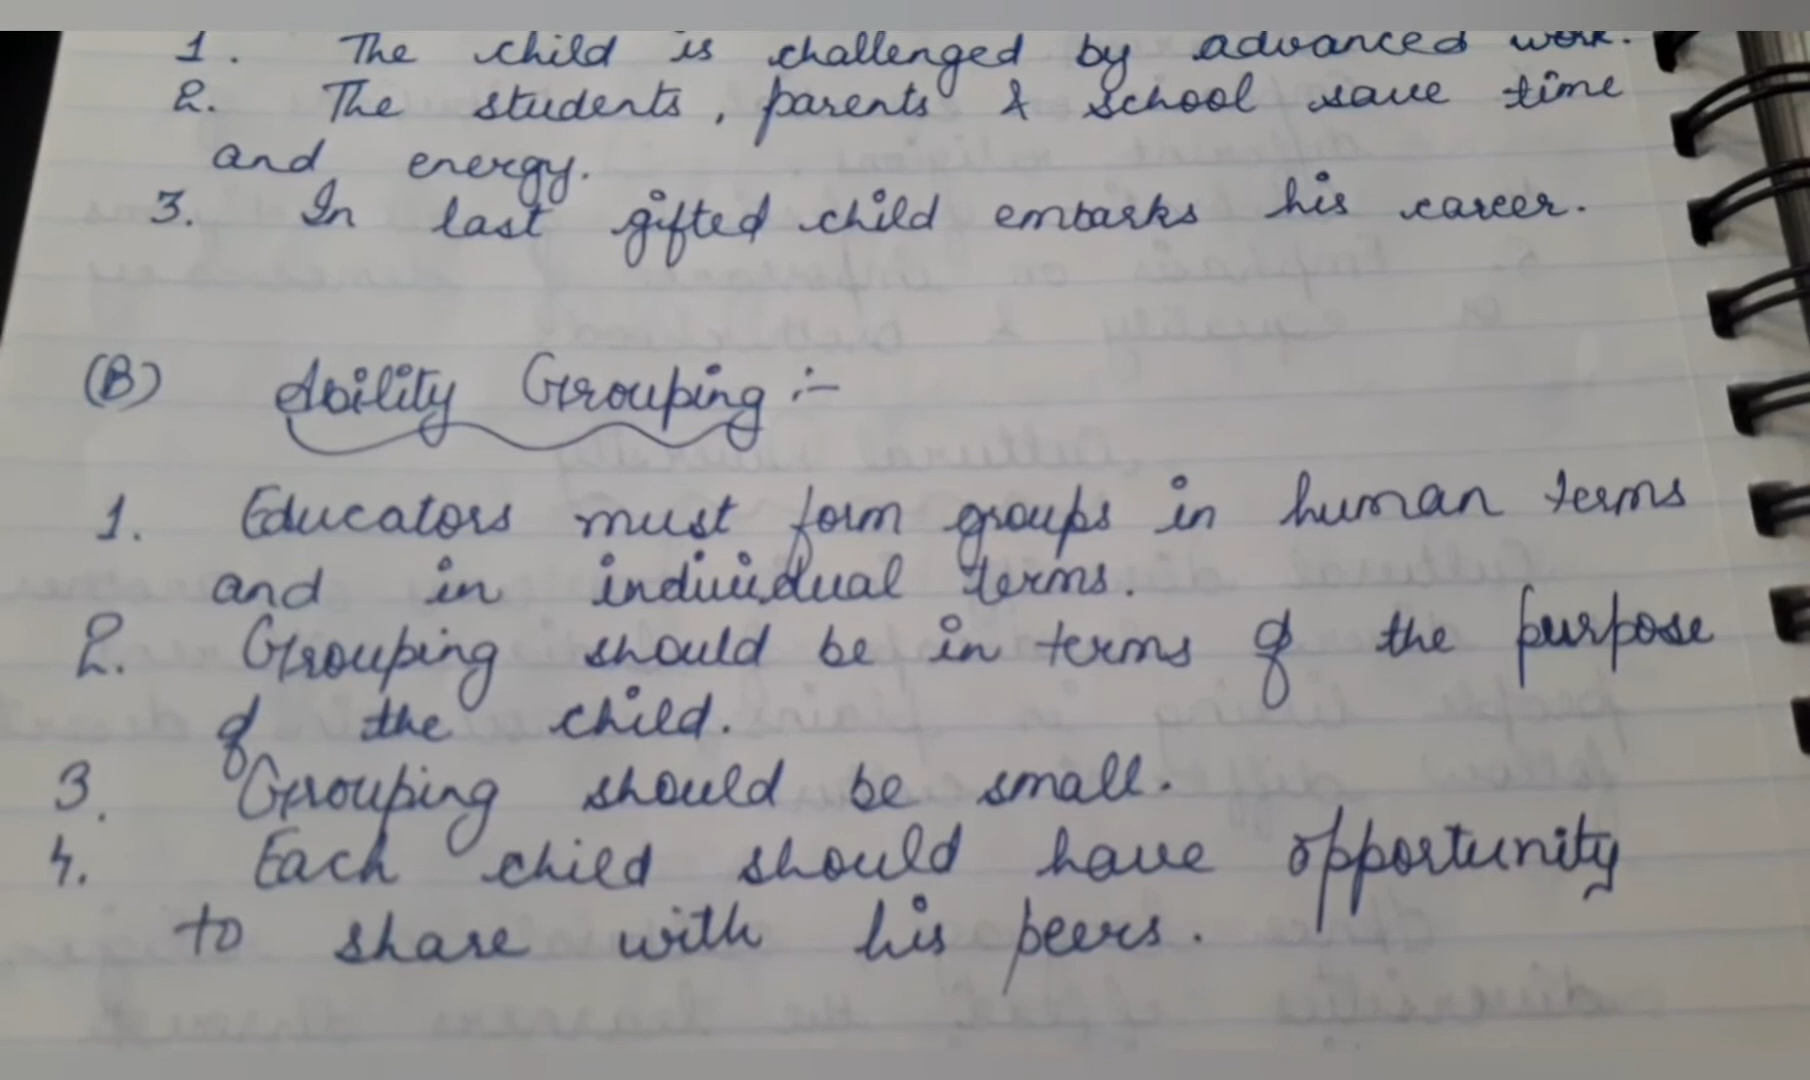 1. The child is challenged by advanced work.
2. The students, parents & school save time
and energy.
3. In last gifted child embarks his career.
(B) Ability Grouping :-
1. Educators must form groups in human terms
and in individual terms.
2. Grouping should be in terms of the purpose
of the child.
3. Grouping should be small.
4. Each child should have opportunity
to share with his peers.